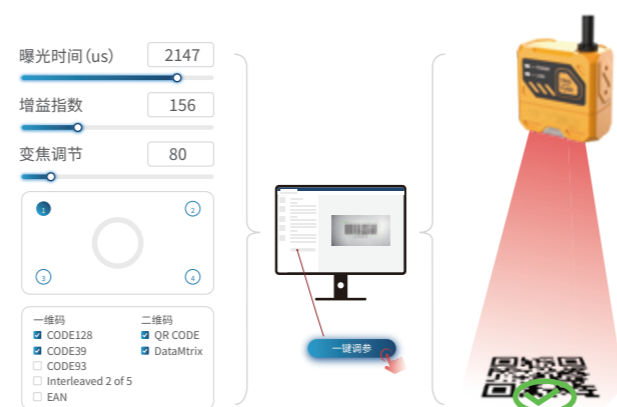 曝光时间(us) 2147
增益指数 156
变焦调节 80
1 2
3 4
一维码 二维码
CODE128 QR CODE
CODE39 DataMtrix
CODE93
Interleaved 2 of 5
EAN
一键调参